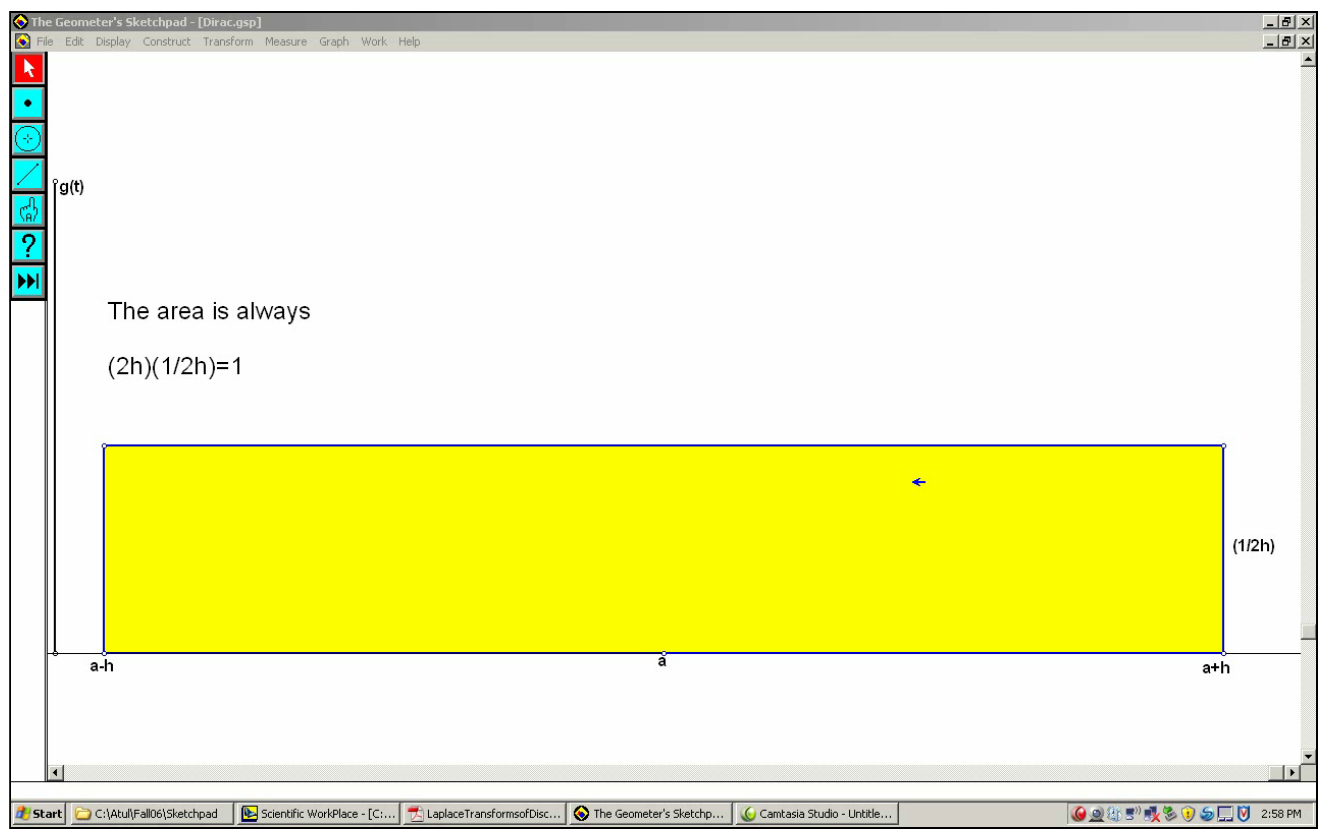 The Geometer's Sketchpad - [Dirac.gsp]
File Edit Display Construct Transform Measure Graph Work Help
g(t)
The area is always
(2h)(1/2h)=1
(1/2h)
a-h
a
a+h
Start C:\Atul\Fall06\Sketchpad Scientific WorkPlace - [C:... LaplaceTransformsofDisc... The Geometer's Sketchp... Camtasia Studio - Untitle... 2:58 PM